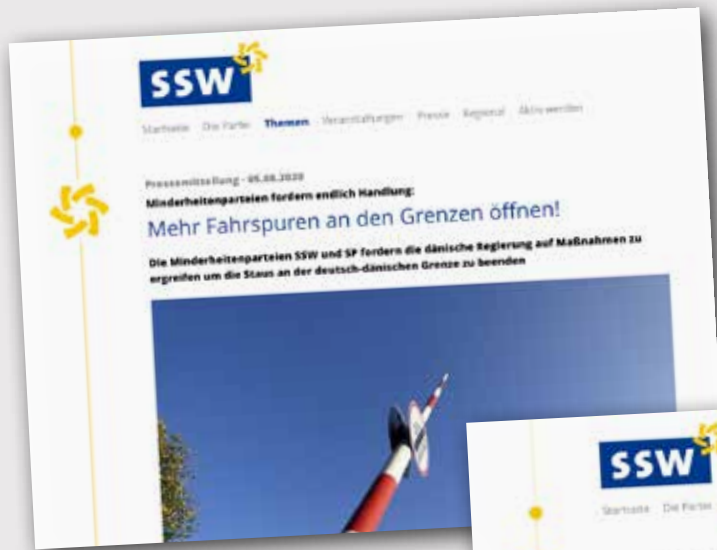 SSW
Startseite Die Partei Themen Veranstaltungen Presse Regional Aktiv werden
Pressemitteilung · 05.08.2020
Minderheitenparteien fordern endlich Handlung:
Mehr Fahrspuren an den Grenzen öffnen!
Die Minderheitenparteien SSW und SP fordern die dänische Regierung auf Maßnahmen zu
ergreifen um die Staus an der deutsch-dänischen Grenze zu beenden
SSW
Startseite Die Partei